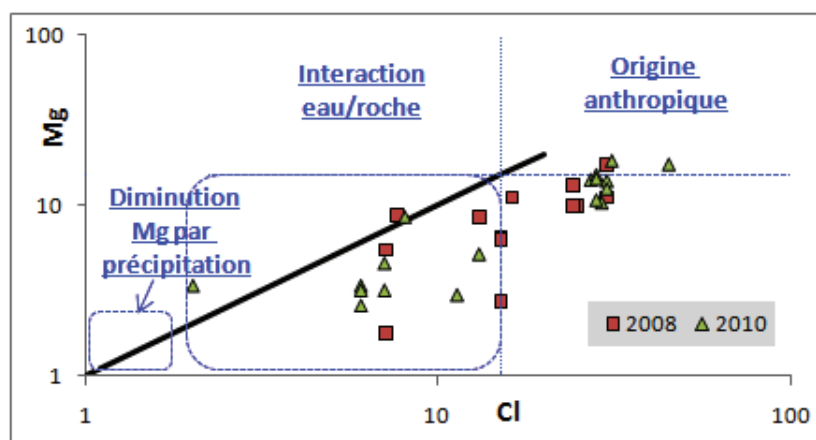 100
Interaction
eau/roche
Origine
anthropique
Mg
10
Diminution
Mg par
précipitation
2008
2010
1
1
10
Cl
100